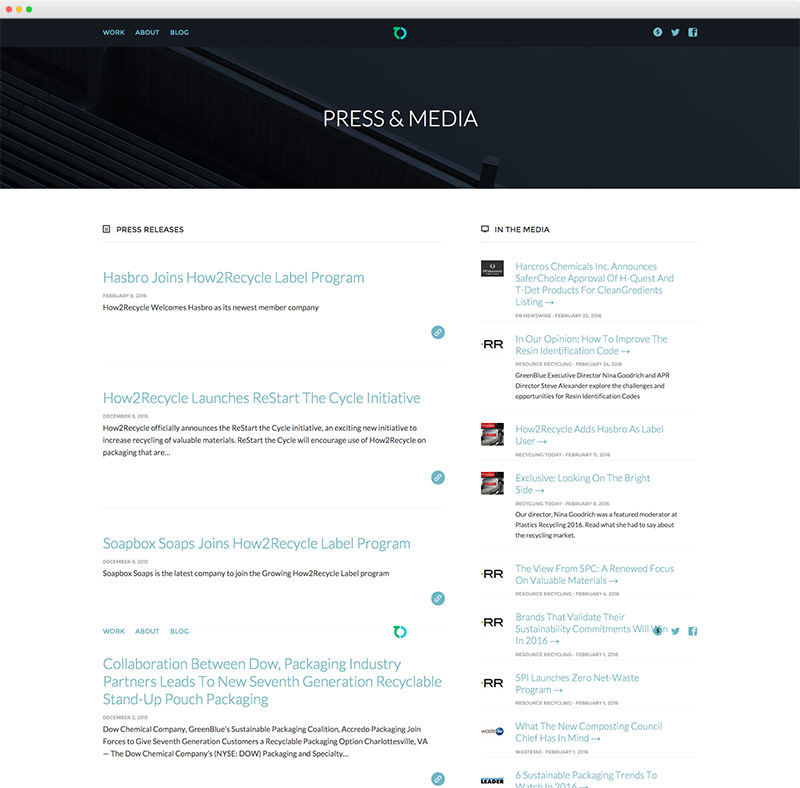 WORK ABOUT BLOG
PRESS & MEDIA
PRESS RELEASES
Hasbro Joins How2Recycle Label Program
FEBRUARY 9, 2016
How2Recycle Welcomes Hasbro as its newest member company
How2Recycle Launches ReStart The Cycle Initiative
DECEMBER 9, 2015
How2Recycle officially announces the ReStart the Cycle initiative, an exciting new initiative to
increase recycling of valuable materials. ReStart the Cycle will encourage use of How2Recycle on
packaging that are...
Soapbox Soaps Joins How2Recycle Label Program
DECEMBER 9, 2015
Soapbox Soaps is the latest company to join the Growing How2Recycle Label program
WORK ABOUT BLOG
Collaboration Between Dow, Packaging Industry
Partners Leads To New Seventh Generation Recyclable
Stand-Up Pouch Packaging
DECEMBER 2, 2015
Dow Chemical Company, GreenBlue's Sustainable Packaging Coalition, Accredo Packaging Join
Forces to Give Seventh Generation Customers a Recyclable Packaging Option Charlottesville, VA
— The Dow Chemical Company's (NYSE: DOW) Packaging and Specialty...
IN THE MEDIA
Harcros Chemicals Inc. Announces
SaferChoice Approval Of H-Quest And
T-Det Products For CleanGredients
Listing →
PR NEWSWIRE · FEBRUARY 25, 2016
RR
In Our Opinion: How To Improve The
Resin Identification Code →
RESOURCE RECYCLING · FEBRUARY 24, 2016
GreenBlue Executive Director Nina Goodrich and APR
Director Steve Alexander explore the challenges and
opportunities for Resin Identification Codes
How2Recycle Adds Hasbro As Label
User →
RECYCLING TODAY · FEBRUARY 11, 2016
Exclusive: Looking On The Bright
Side →
RECYCLING TODAY · FEBRUARY 9, 2016
Our director, Nina Goodrich was a featured moderator at
Plastics Recycling 2016. Read what she had to say about
the recycling market.
RR
The View From SPC: A Renewed Focus
On Valuable Materials →
RESOURCE RECYCLING · FEBRUARY 4, 2016
RR
Brands That Validate Their
Sustainability Commitments Will Win
In 2016 →
RESOURCE RECYCLING · FEBRUARY 1, 2016
RR
SPI Launches Zero Net-Waste
Program →
RESOURCE RECYCLING · FEBRUARY 1, 2016
What The New Composting Council
Chief Has In Mind →
WASTE360 · FEBRUARY 1, 2016
LEADER
6 Sustainable Packaging Trends To
Watch In 2016 →